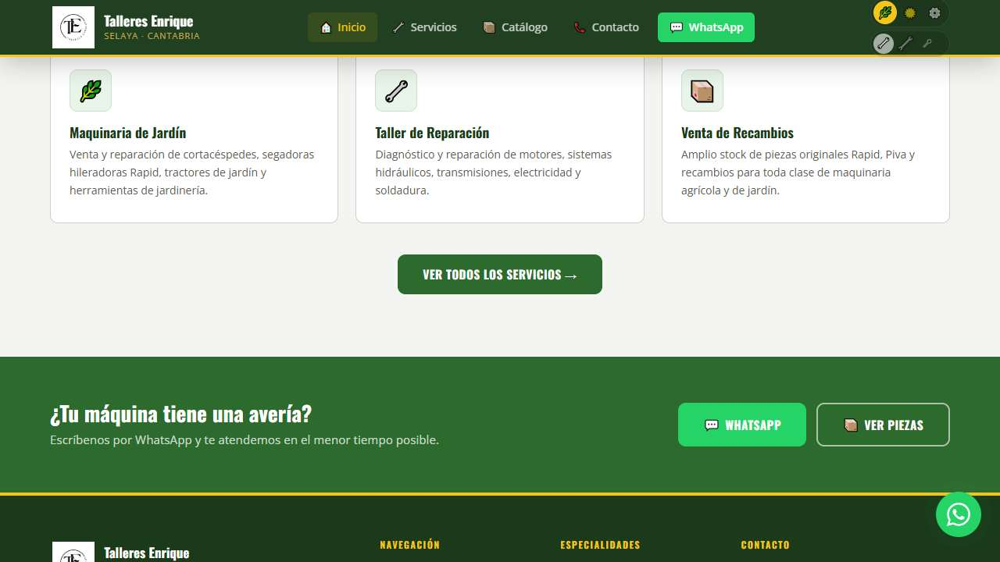 Talleres Enrique
SELAYA · CANTABRIA
Inicio
Servicios
Catálogo
Contacto
WhatsApp
TE
Maquinaria de Jardín
Venta y reparación de cortacéspedes, segadoras
hileradoras Rapid, tractores de jardín y
herramientas de jardinería.
Taller de Reparación
Diagnóstico y reparación de motores, sistemas
hidráulicos, transmisiones, electricidad y
soldadura.
Venta de Recambios
Amplio stock de piezas originales Rapid, Piva y
recambios para toda clase de maquinaria
agrícola y de jardín.
VER TODOS LOS SERVICIOS →
¿Tu máquina tiene una avería?
Escríbenos por WhatsApp y te atendemos en el menor tiempo posible.
WHATSAPP
VER PIEZAS
Talleres Enrique
NAVEGACIÓN
ESPECIALIDADES
CONTACTO